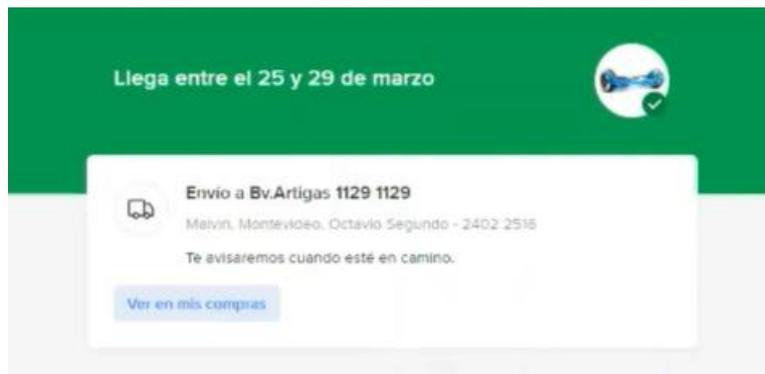 Llega entre el 25 y 29 de marzo
Envío a Bv.Artigas 1129 1129
Malvin, Montevideo, Octavio Segundo - 2402 2516
Te avisaremos cuando esté en camino.
Ver en mis compras